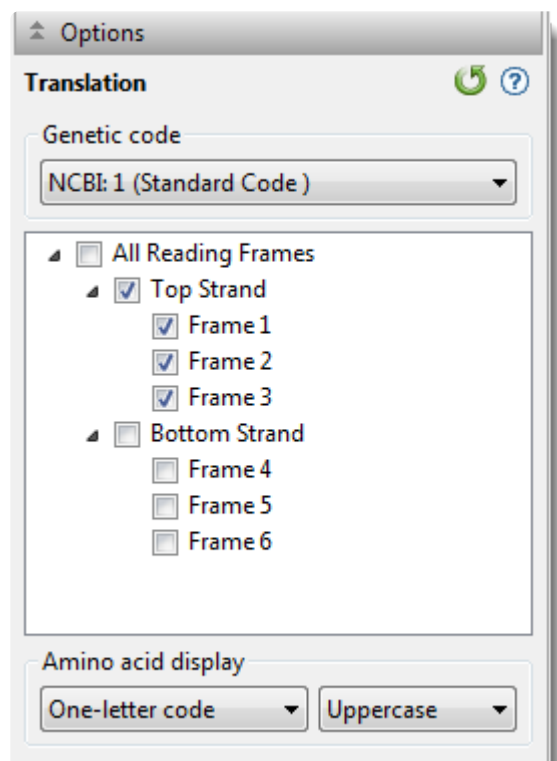 Options
Translation
Genetic code
NCBI: 1 (Standard Code )
All Reading Frames
Top Strand
Frame 1
Frame 2
Frame 3
Bottom Strand
Frame 4
Frame 5
Frame 6
Amino acid display
One-letter code Uppercase